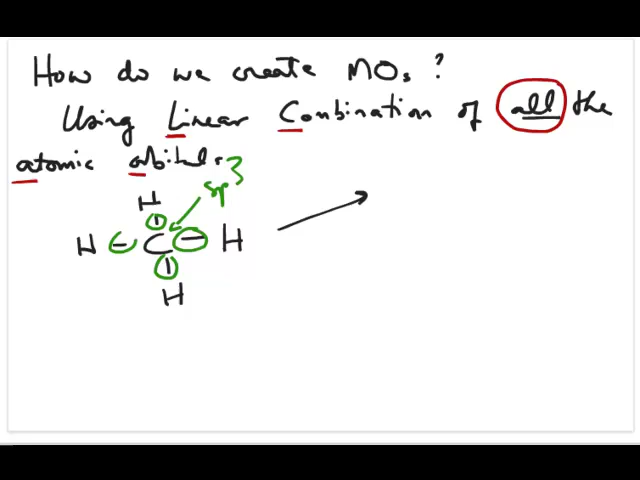 How do we create MOs?
Using Linear Combination of all the
atomic orbitals
sp3
H
H C H
H